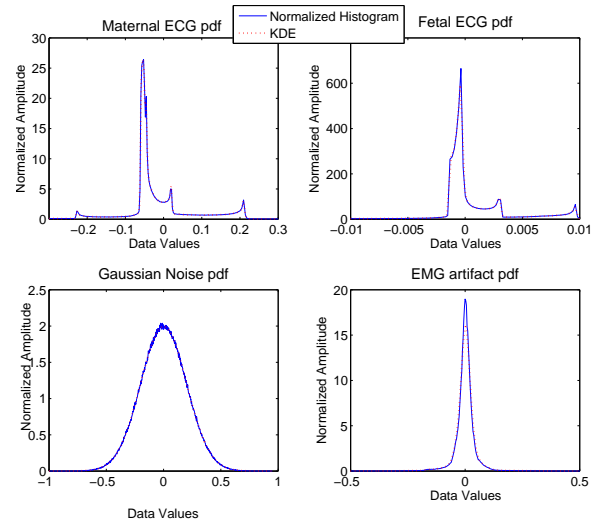 Maternal ECG pdf
Fetal ECG pdf
Normalized Histogram
KDE
Normalized Amplitude
30
25
20
15
10
5
0
−0.2 −0.1 0 0.1 0.2 0.3
Data Values
Normalized Amplitude
600
400
200
0
−0.01 −0.005 0 0.005 0.01
Data Values
Gaussian Noise pdf
Normalized Amplitude
2.5
2
1.5
1
0.5
0
−1 −0.5 0 0.5 1
Data Values
EMG artifact pdf
Normalized Amplitude
20
15
10
5
0
−0.5 0 0.5
Data Values